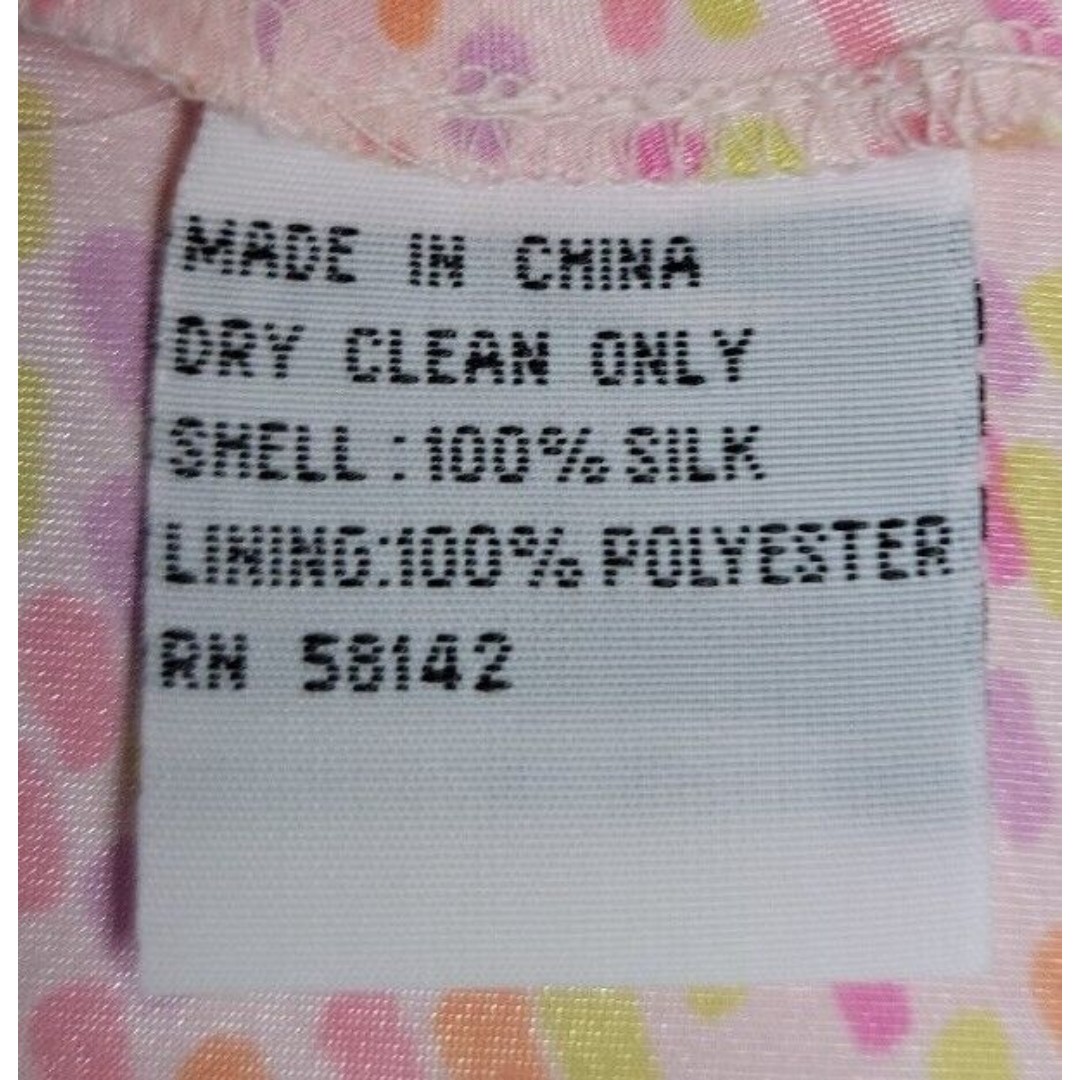 MADE IN CHINA
DRY CLEAN ONLY
SHELL:100% SILK
LINING:100% POLYESTER
RN 58142